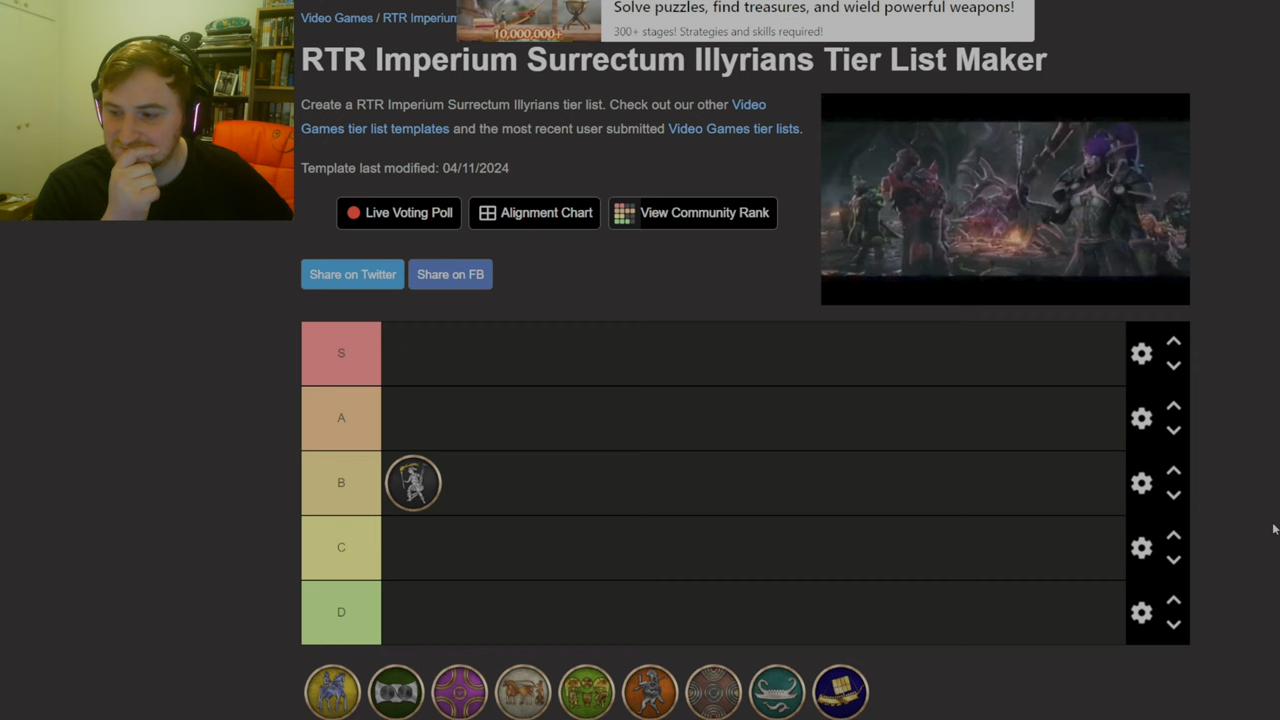 Video Games / RTR Imperium
Solve puzzles, find treasures, and wield powerful weapons!
10,000,000+
300+ stages! Strategies and skills required!
RTR Imperium Surrectum Illyrians Tier List Maker
Create a RTR Imperium Surrectum Illyrians tier list. Check out our other Video
Games tier list templates and the most recent user submitted Video Games tier lists.
Template last modified: 04/11/2024
Live Voting Poll
Alignment Chart
View Community Rank
Share on Twitter
Share on FB
S
A
B
C
D